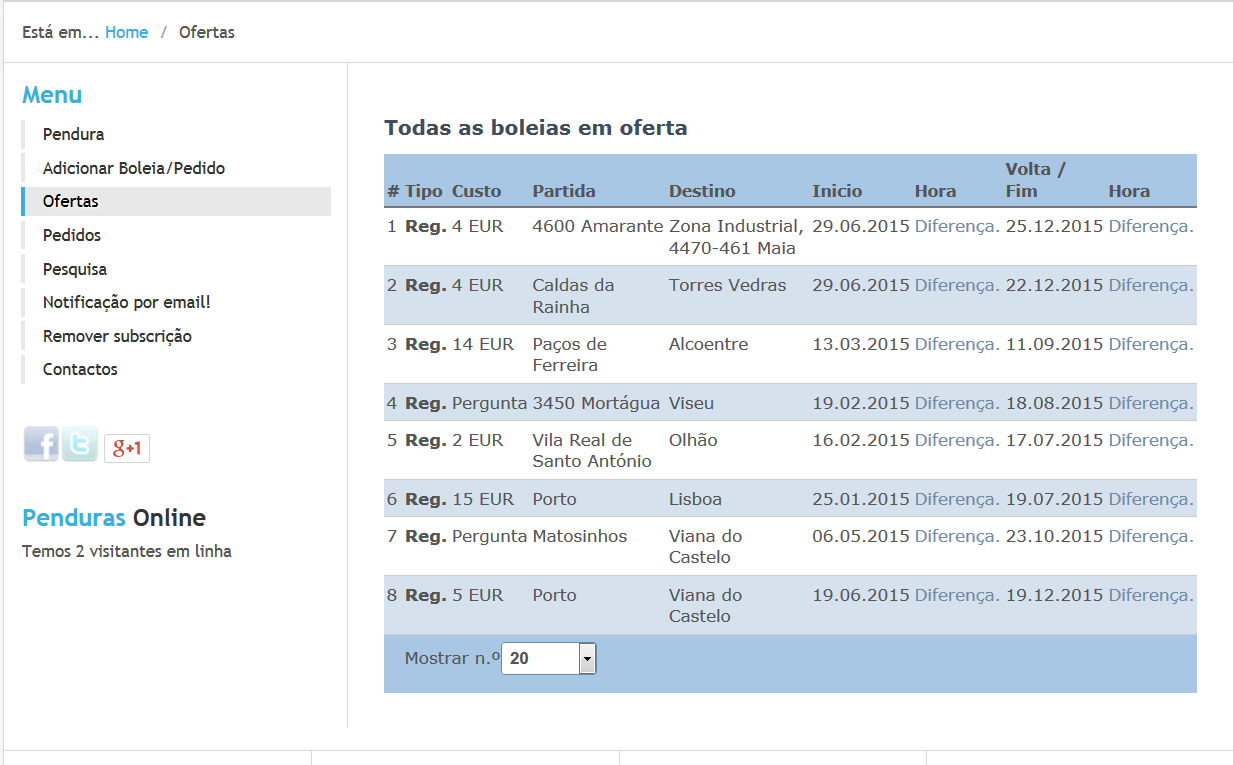 Está em... Home / Ofertas
Menu
Pendura
Adicionar Boleia/Pedido
Ofertas
Pedidos
Pesquisa
Notificação por email!
Remover subscrição
Contactos
f t g+1
Penduras Online
Temos 2 visitantes em linha
Todas as boleias em oferta
# Tipo Custo Partida Destino Inicio Hora Volta / Fim Hora
1 Reg. 4 EUR 4600 Amarante Zona Industrial, 4470-461 Maia 29.06.2015 Diferença. 25.12.2015 Diferença.
2 Reg. 4 EUR Caldas da Rainha Torres Vedras 29.06.2015 Diferença. 22.12.2015 Diferença.
3 Reg. 14 EUR Paços de Ferreira Alcoentre 13.03.2015 Diferença. 11.09.2015 Diferença.
4 Reg. Pergunta 3450 Mortágua Viseu 19.02.2015 Diferença. 18.08.2015 Diferença.
5 Reg. 2 EUR Vila Real de Santo António Olhão 16.02.2015 Diferença. 17.07.2015 Diferença.
6 Reg. 15 EUR Porto Lisboa 25.01.2015 Diferença. 19.07.2015 Diferença.
7 Reg. Pergunta Matosinhos Viana do Castelo 06.05.2015 Diferença. 23.10.2015 Diferença.
8 Reg. 5 EUR Porto Viana do Castelo 19.06.2015 Diferença. 19.12.2015 Diferença.
Mostrar n.º 20